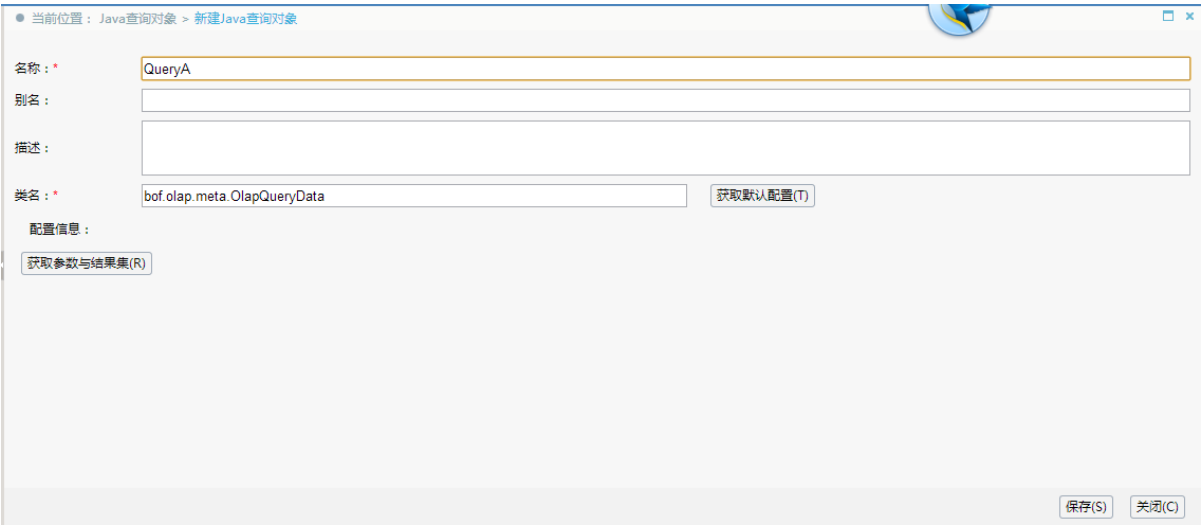 当前位置： Java查询对象 > 新建Java查询对象
名称：* QueryA
别名：
描述：
类名：* bof.olap.meta.OlapQueryData 获取默认配置(T)
配置信息：
获取参数与结果集(R)
保存(S) 关闭(C)